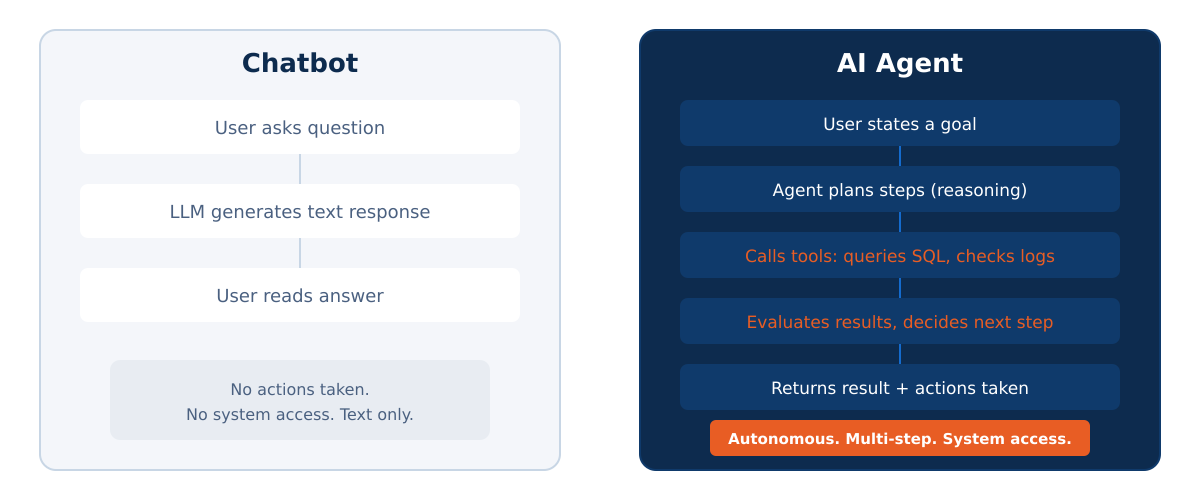 Chatbot
User asks question
LLM generates text response
User reads answer
No actions taken.
No system access. Text only.
AI Agent
User states a goal
Agent plans steps (reasoning)
Calls tools: queries SQL, checks logs
Evaluates results, decides next step
Returns result + actions taken
Autonomous. Multi-step. System access.